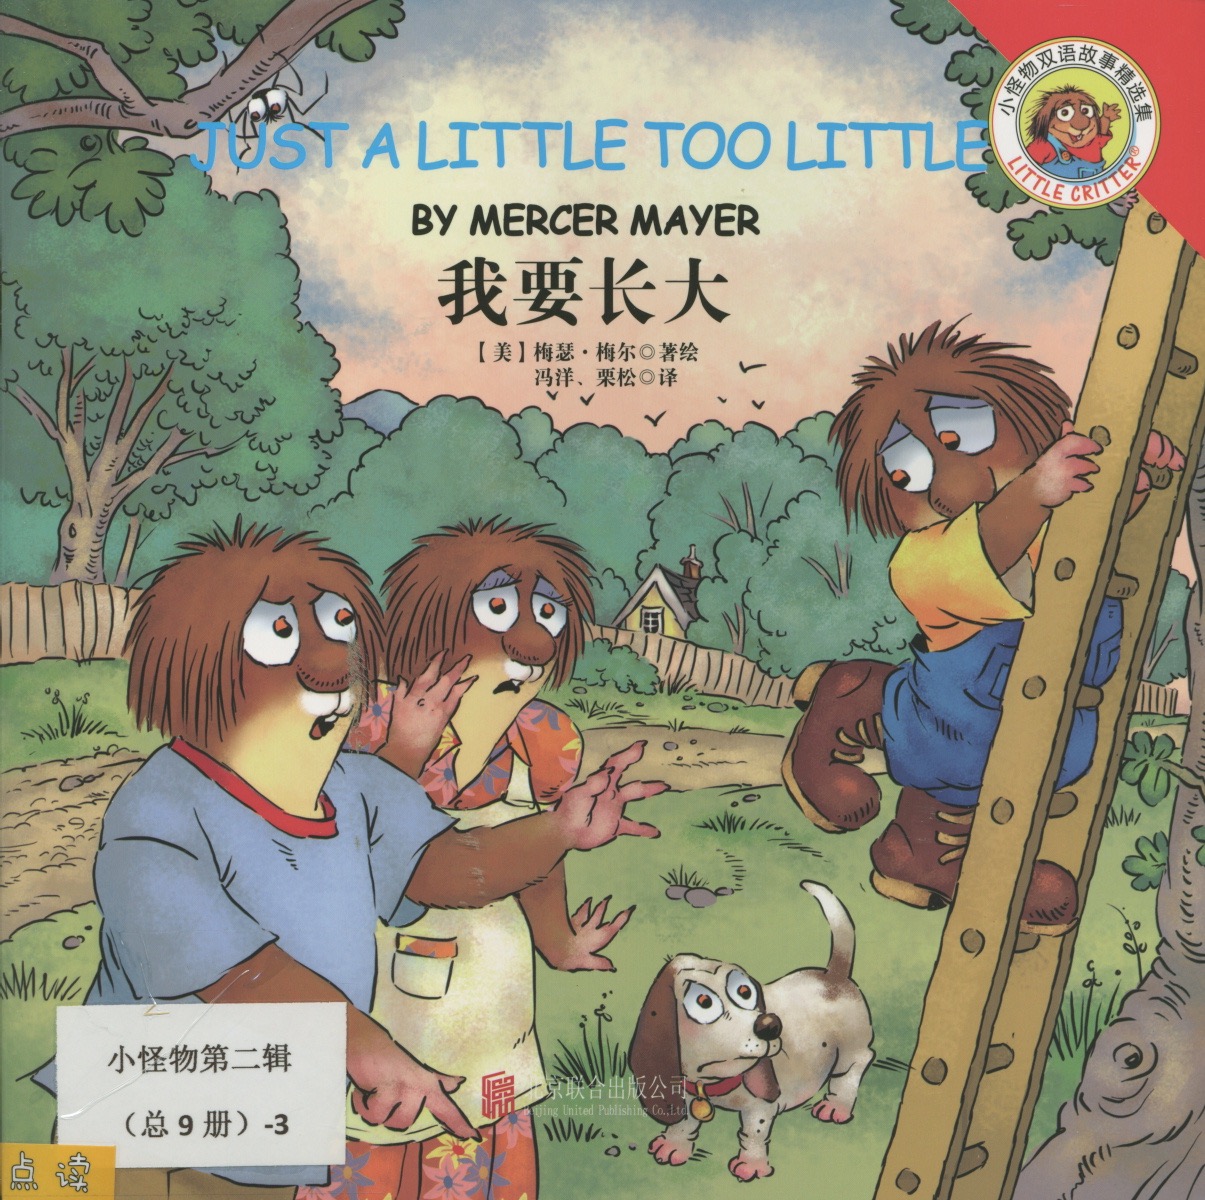 小怪物双语故事精选集
LITTLE CRITTER®
JUST A LITTLE TOO LITTLE
BY MERCER MAYER
我要长大
【美】梅瑟·梅尔◎著绘
冯洋、栗松◎译
小怪物第二辑
（总9册）-3
北京联合出版公司
Beijing United Publishing Co.,Ltd.
点读